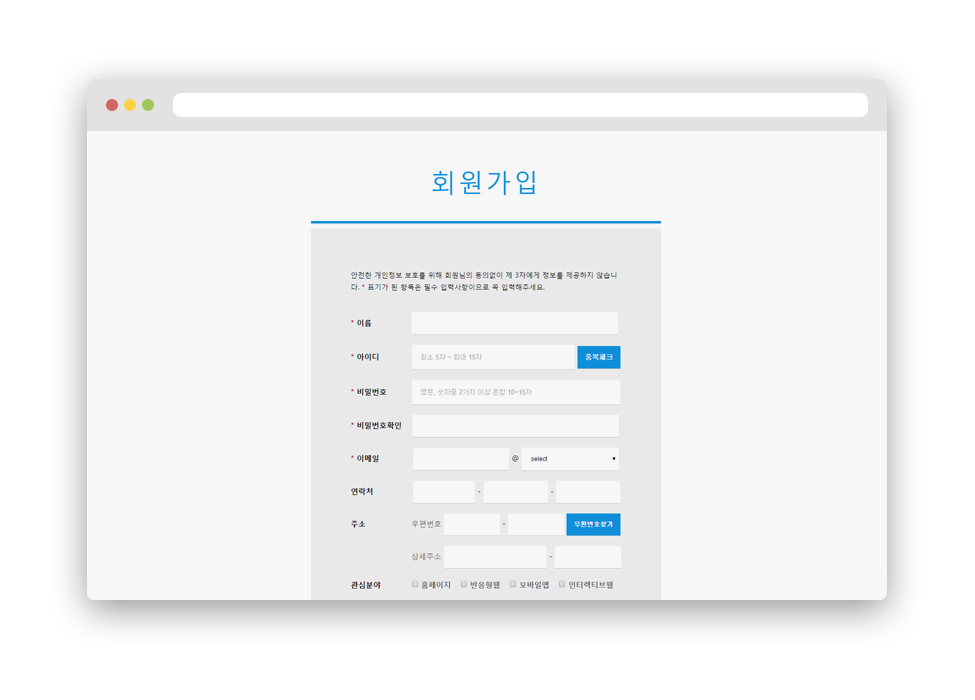 회원가입
안전한 개인정보 보호를 위해 회원님의 동의없이 제 3자에게 정보를 제공하지 않습니
다. * 표기가 된 항목은 필수 입력사항이므로 꼭 입력해주세요.
* 이름
* 아이디 최소 5자 ~ 최대 15자 중복체크
* 비밀번호 영문, 숫자중 2가지 이상 혼합 10~15자
* 비밀번호확인
* 이메일 @ select
연락처 - -
주소 우편번호 - 우편번호찾기
상세주소 -
관심분야 홈페이지 반응형웹 모바일앱 인터렉티브웹